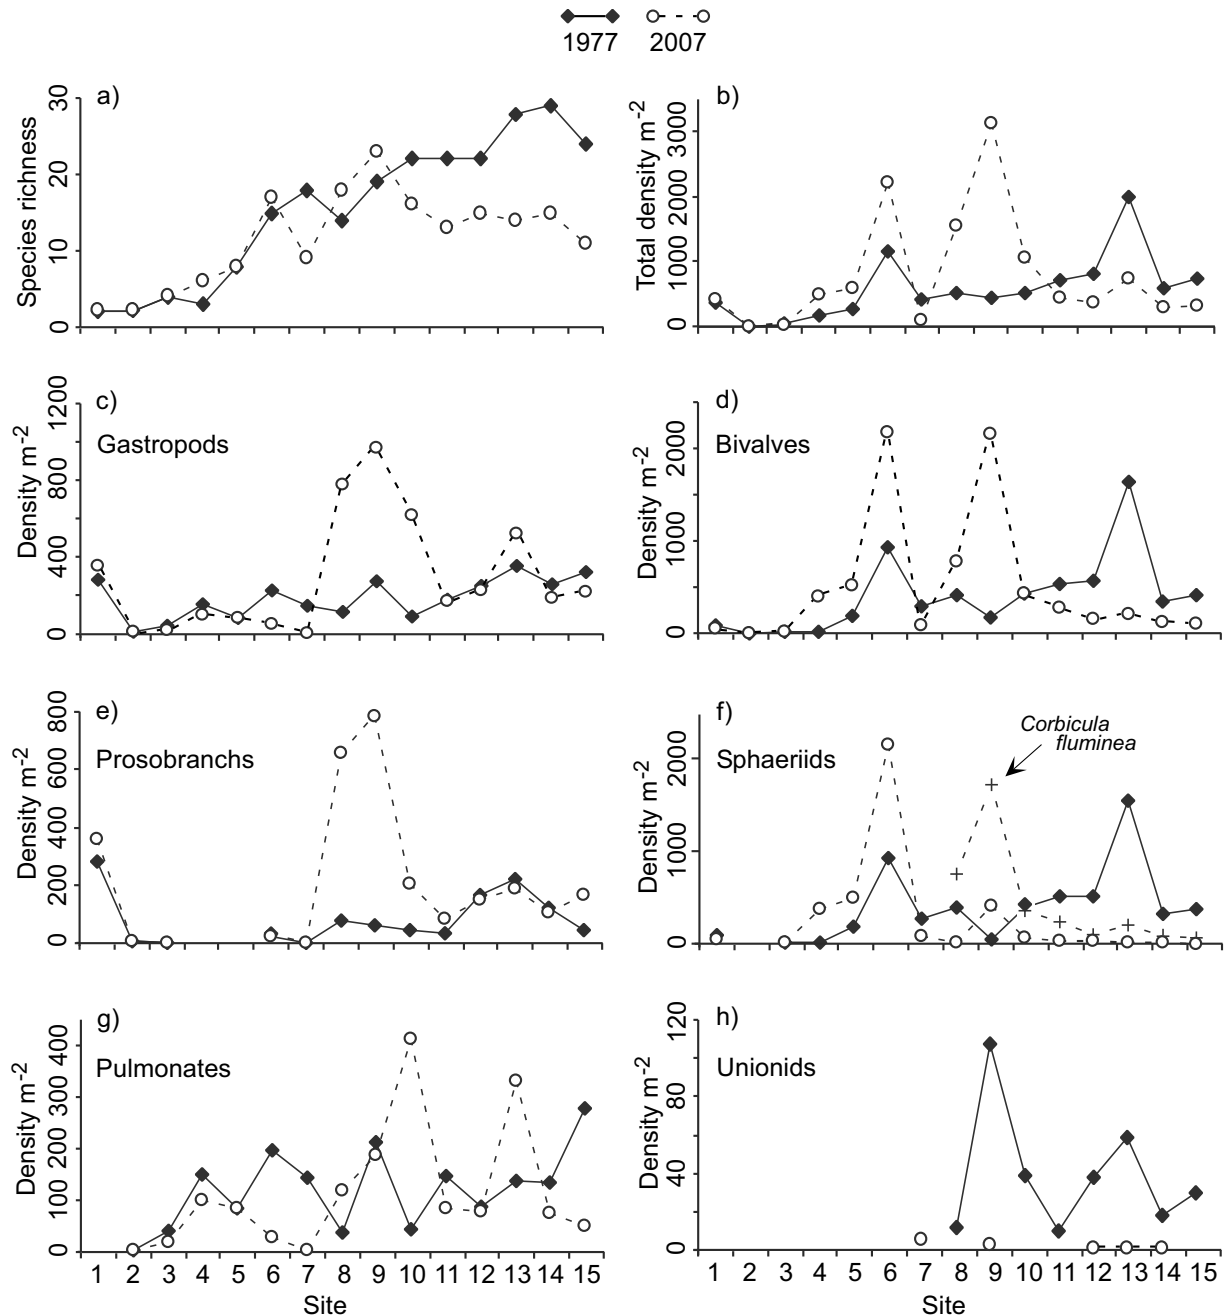 1977 2007
a)
Species richness
0 10 20 30
b)
Total density m-2
0 1000 2000 3000
c)
Gastropods
Density m-2
0 400 800 1200
d)
Bivalves
Density m-2
0 1000 2000
e)
Prosobranchs
Density m-2
0 200 400 600 800
f)
Sphaeriids
Corbicula
fluminea
Density m-2
0 1000 2000
g)
Pulmonates
Density m-2
0 100 200 300 400
1 2 3 4 5 6 7 8 9 10 11 12 13 14 15
Site
h)
Unionids
Density m-2
0 40 80 120
1 2 3 4 5 6 7 8 9 10 11 12 13 14 15
Site